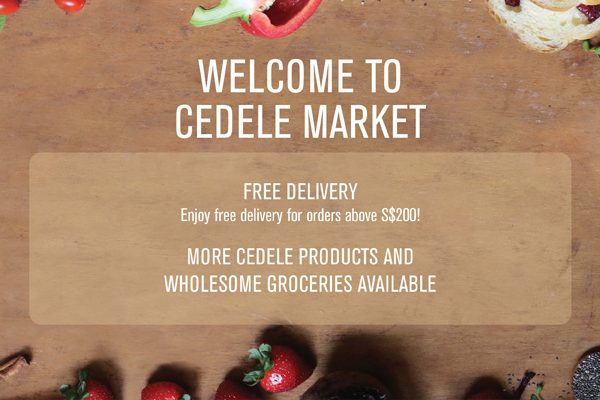 WELCOME TO
CEDELE MARKET
FREE DELIVERY
Enjoy free delivery for orders above S$200!
MORE CEDELE PRODUCTS AND
WHOLESOME GROCERIES AVAILABLE